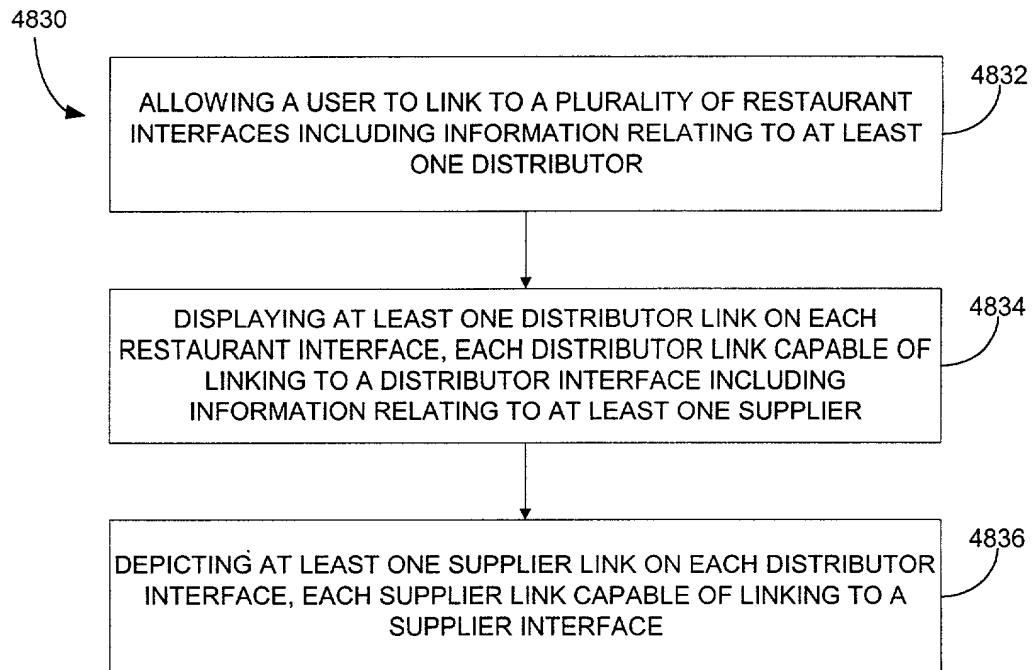 4830
4832
ALLOWING A USER TO LINK TO A PLURALITY OF RESTAURANT
INTERFACES INCLUDING INFORMATION RELATING TO AT LEAST
ONE DISTRIBUTOR
4834
DISPLAYING AT LEAST ONE DISTRIBUTOR LINK ON EACH
RESTAURANT INTERFACE, EACH DISTRIBUTOR LINK CAPABLE OF
LINKING TO A DISTRIBUTOR INTERFACE INCLUDING
INFORMATION RELATING TO AT LEAST ONE SUPPLIER
4836
DEPICTING AT LEAST ONE SUPPLIER LINK ON EACH DISTRIBUTOR
INTERFACE, EACH SUPPLIER LINK CAPABLE OF LINKING TO A
SUPPLIER INTERFACE